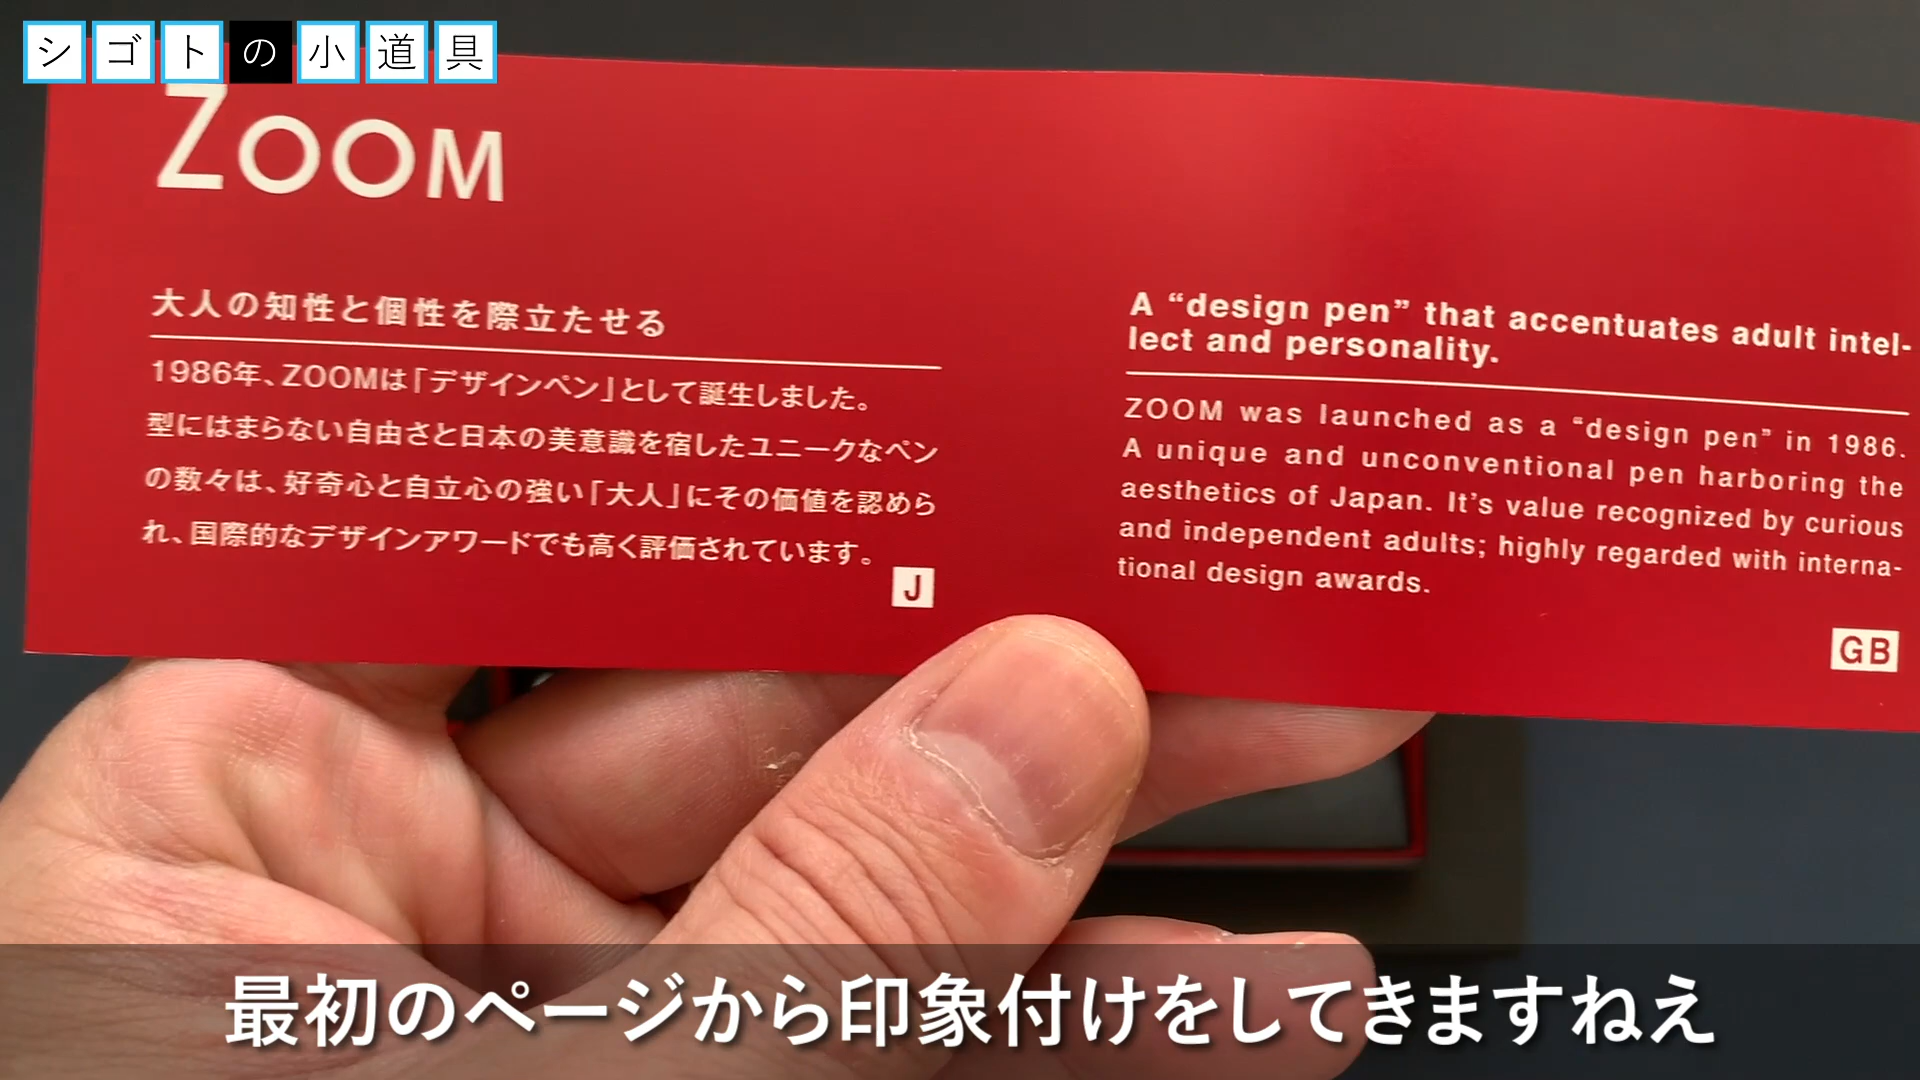 シゴトの小道具
ZOOM
大人の知性と個性を際立たせる
1986年、ZOOMは「デザインペン」として誕生しました。
型にはまらない自由さと日本の美意識を宿したユニークなペン
の数々は、好奇心と自立心の強い「大人」にその価値を認めら
れ、国際的なデザインアワードでも高く評価されています。
J
A “design pen” that accentuates adult intel-
lect and personality.
ZOOM was launched as a “design pen” in 1986.
A unique and unconventional pen harboring the
aesthetics of Japan. It’s value recognized by curious
and independent adults; highly regarded with interna-
tional design awards.
GB
最初のページから印象付けをしてきますねえ